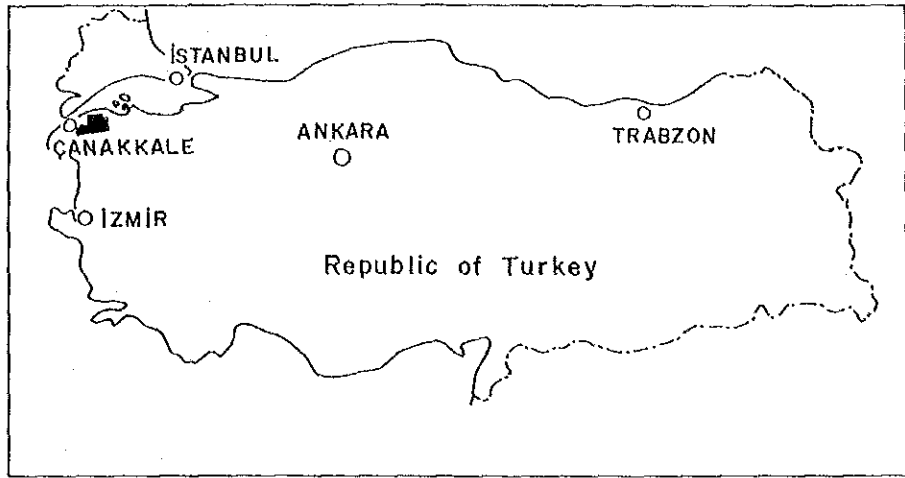 İSTANBUL
ANKARA
TRABZON
ÇANAKKALE
İZMİR
Republic of Turkey